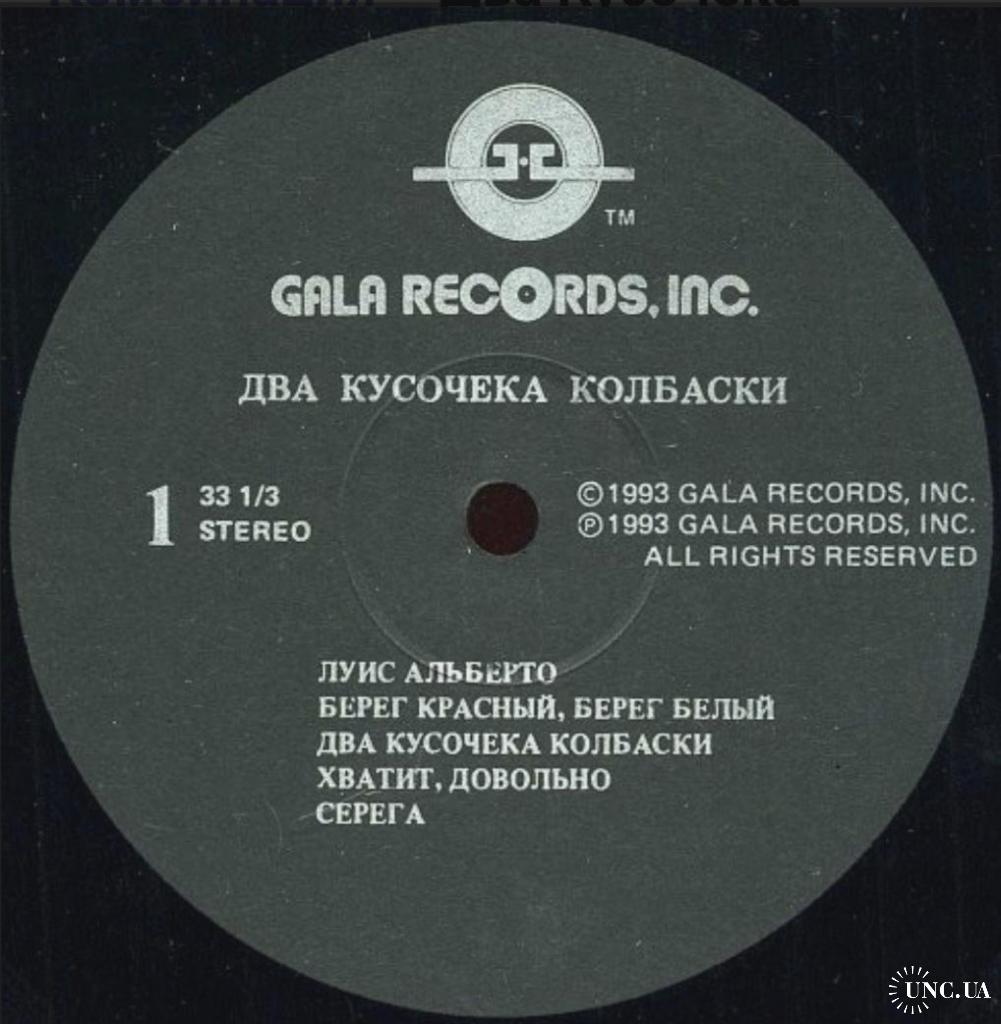 TM
GALA RECORDS, INC.
ДВА КУСОЧЕКА КОЛБАСКИ
1
33 1/3
STEREO
©1993 GALA RECORDS, INC.
℗1993 GALA RECORDS, INC.
ALL RIGHTS RESERVED
ЛУИС АЛЬБЕРТО
БЕРЕГ КРАСНЫЙ, БЕРЕГ БЕЛЫЙ
ДВА КУСОЧЕКА КОЛБАСКИ
ХВАТИТ, ДОВОЛЬНО
СЕРЕГА
UNC.UA